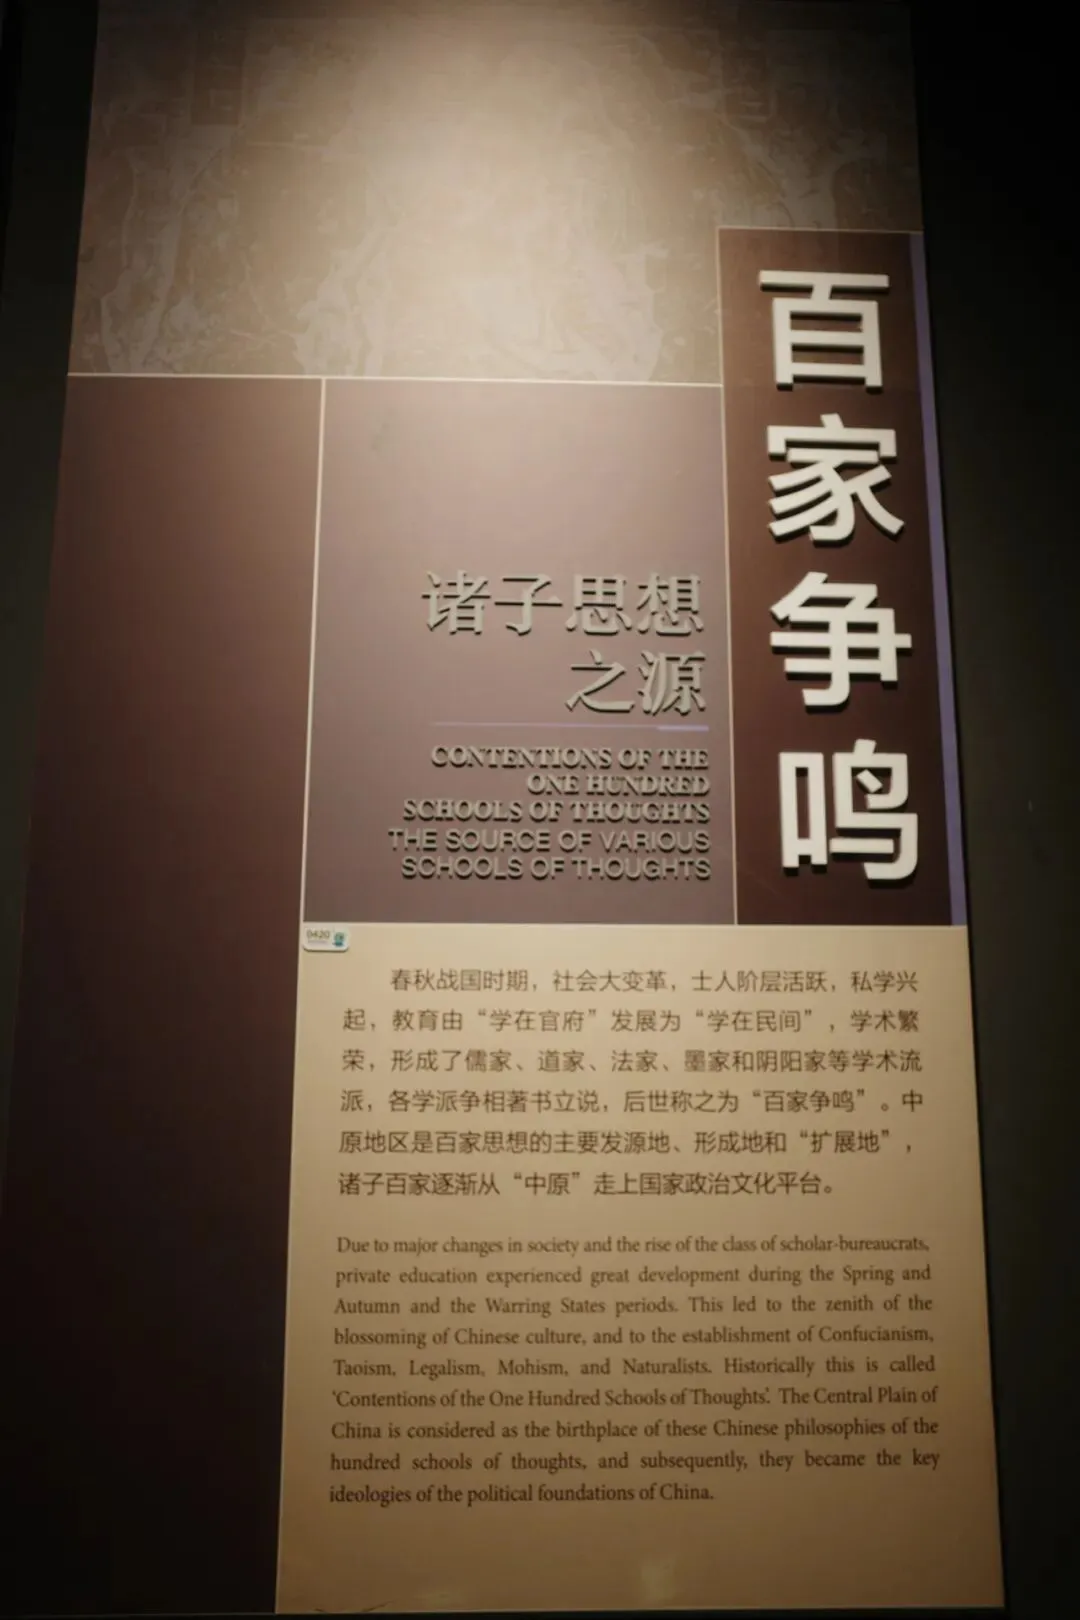 百家争鸣
诸子思想
之源
CONTENTIONS OF THE
ONE HUNDRED
SCHOOLS OF THOUGHTS
THE SOURCE OF VARIOUS
SCHOOLS OF THOUGHTS
0420
春秋战国时期，社会大变革，士人阶层活跃，私学兴
起，教育由“学在官府”发展为“学在民间”，学术繁
荣，形成了儒家、道家、法家、墨家和阴阳家等学术流
派，各学派争相著书立说，后世称之为“百家争鸣”。中
原地区是百家思想的主要发源地、形成地和“扩展地”，
诸子百家逐渐从“中原”走上国家政治文化平台。
Due to major changes in society and the rise of the class of scholar-bureaucrats,
private education experienced great development during the Spring and
Autumn and the Warring States periods. This led to the zenith of the
blossoming of Chinese culture, and to the establishment of Confucianism,
Taoism, Legalism, Mohism, and Naturalists. Historically this is called
‘Contentions of the One Hundred Schools of Thoughts’. The Central Plain of
China is considered as the birthplace of these Chinese philosophies of the
hundred schools of thoughts, and subsequently, they became the key
ideologies of the political foundations of China.